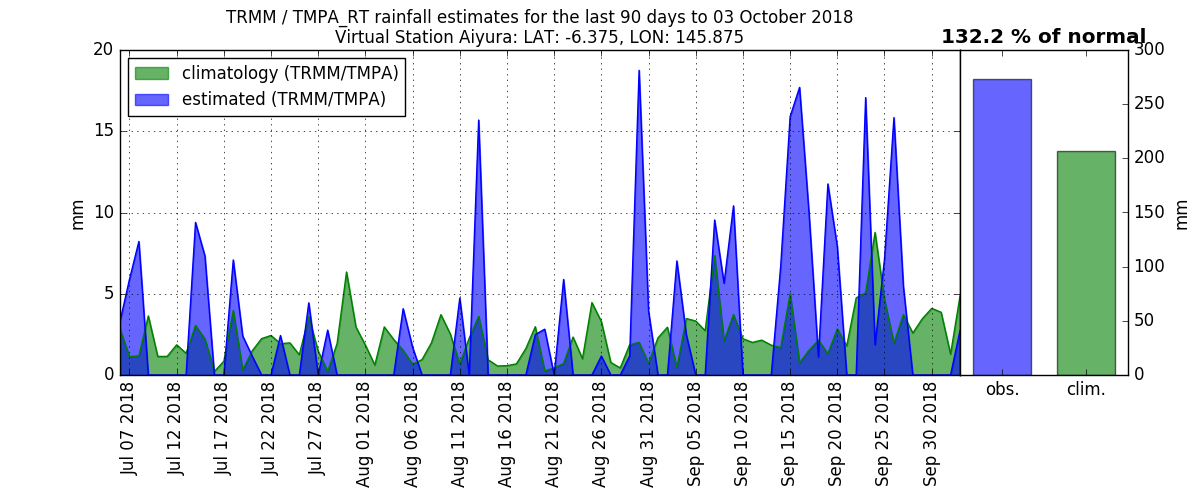 TRMM / TMPA_RT rainfall estimates for the last 90 days to 03 October 2018
Virtual Station Aiyura: LAT: -6.375, LON: 145.875
132.2 % of normal
climatology (TRMM/TMPA)
estimated (TRMM/TMPA)
20
15
10
5
0
mm
300
250
200
150
100
50
0
mm
Jul 07 2018
Jul 12 2018
Jul 17 2018
Jul 22 2018
Jul 27 2018
Aug 01 2018
Aug 06 2018
Aug 11 2018
Aug 16 2018
Aug 21 2018
Aug 26 2018
Aug 31 2018
Sep 05 2018
Sep 10 2018
Sep 15 2018
Sep 20 2018
Sep 25 2018
Sep 30 2018
obs.
clim.